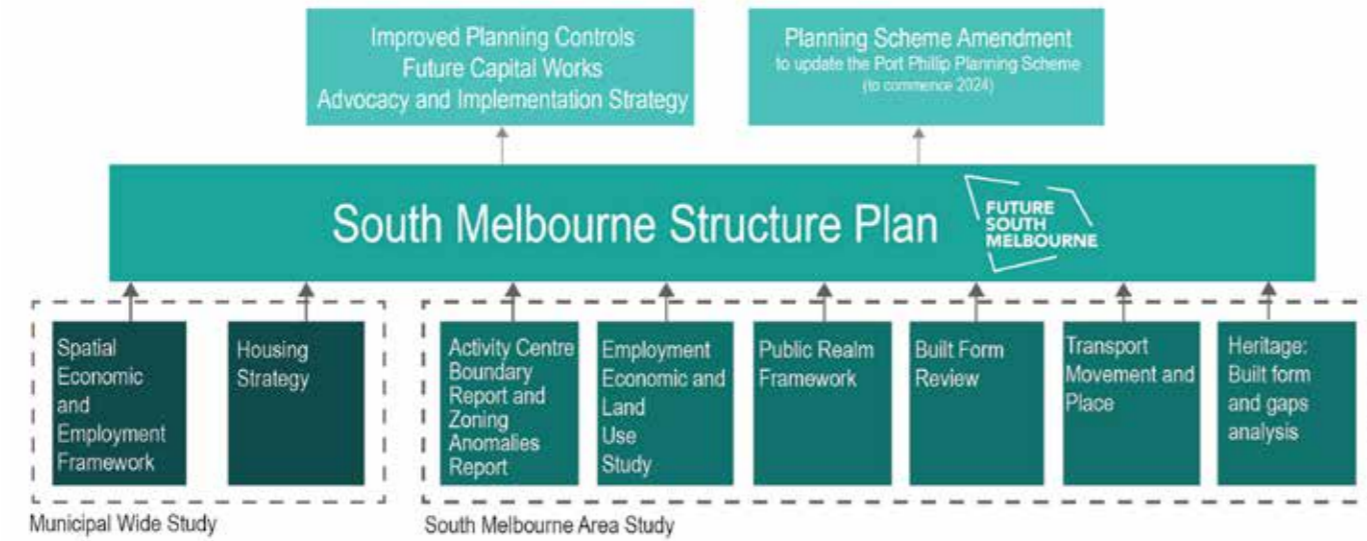 Improved Planning Controls
Future Capital Works
Advocacy and Implementation Strategy
Planning Scheme Amendment
to update the Port Phillip Planning Scheme
(to commence 2024)
South Melbourne Structure Plan
FUTURE
SOUTH
MELBOURNE
Spatial
Economic
and
Employment
Framework
Housing
Strategy
Activity Centre
Boundary
Report and
Zoning
Anomalies
Report
Employment
Economic and
Land
Use
Study
Public Realm
Framework
Built Form
Review
Transport
Movement and
Place
Heritage:
Built form
and gaps
analysis
Municipal Wide Study
South Melbourne Area Study